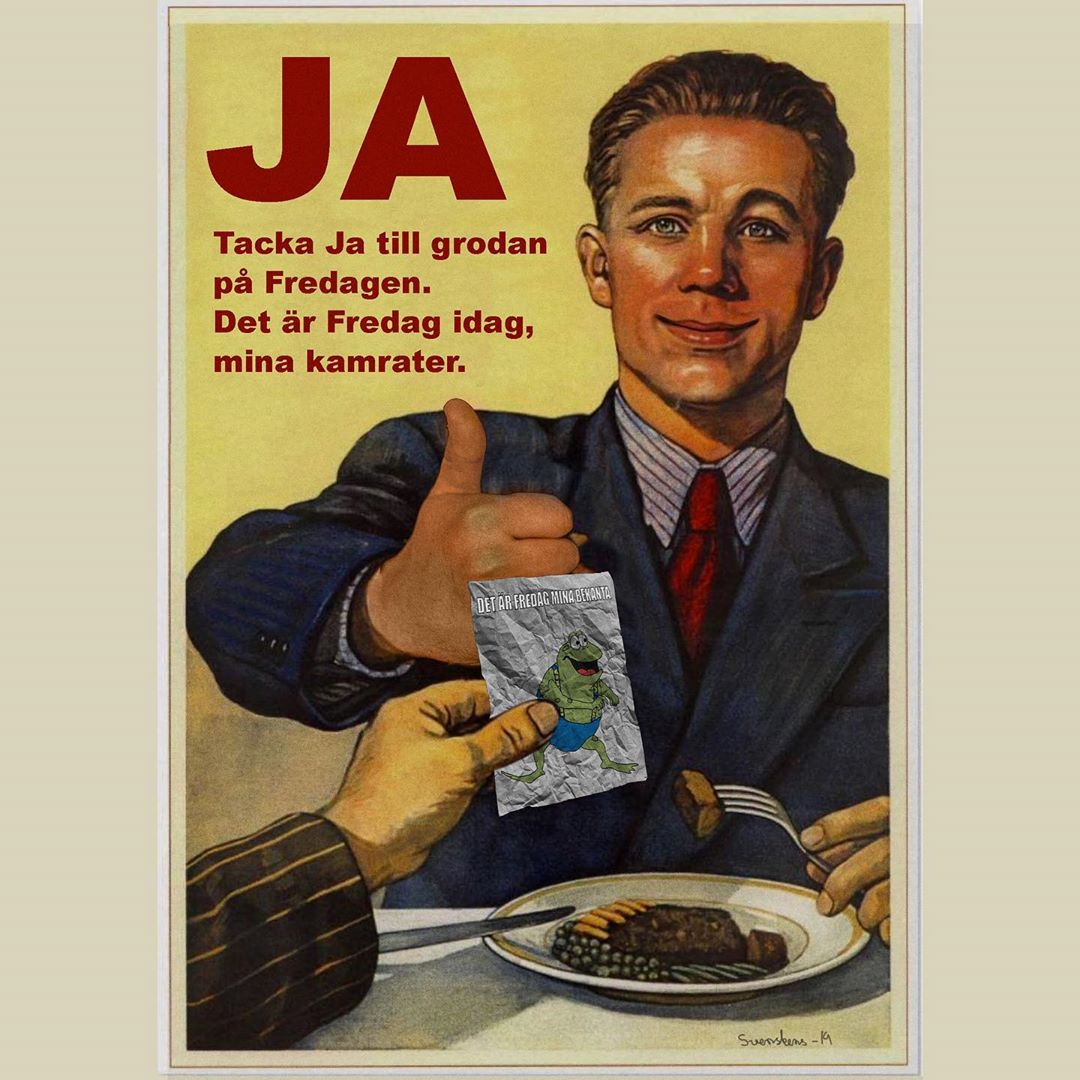 JA
Tacka Ja till grodan
på Fredagen.
Det är Fredag idag,
mina kamrater.
DET ÄR FREDAG MINA BEKANTA
Svenskens -19